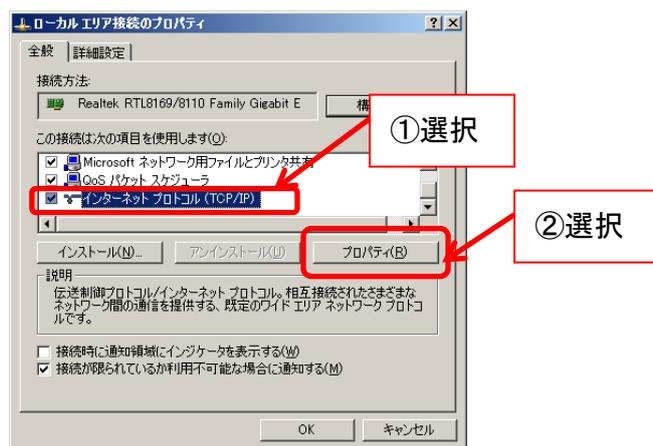 ローカル エリア接続のプロパティ
全般
詳細設定
接続方法:
Realtek RTL8169/8110 Family Gigabit E
構
①選択
この接続は次の項目を使用します(O):
Microsoft ネットワーク用ファイルとプリンタ共有
QoS パケット スケジューラ
インターネット プロトコル (TCP/IP)
②選択
インストール(N)...
アンインストール(U)
プロパティ(R)
説明
伝送制御プロトコル/インターネット プロトコル。相互接続されたさまざまな
ネットワーク間の通信を提供する、既定のワイド エリア ネットワーク プロトコ
ルです。
接続時に通知領域にインジケータを表示する(W)
接続が限られているか利用不可能な場合に通知する(M)
OK
キャンセル